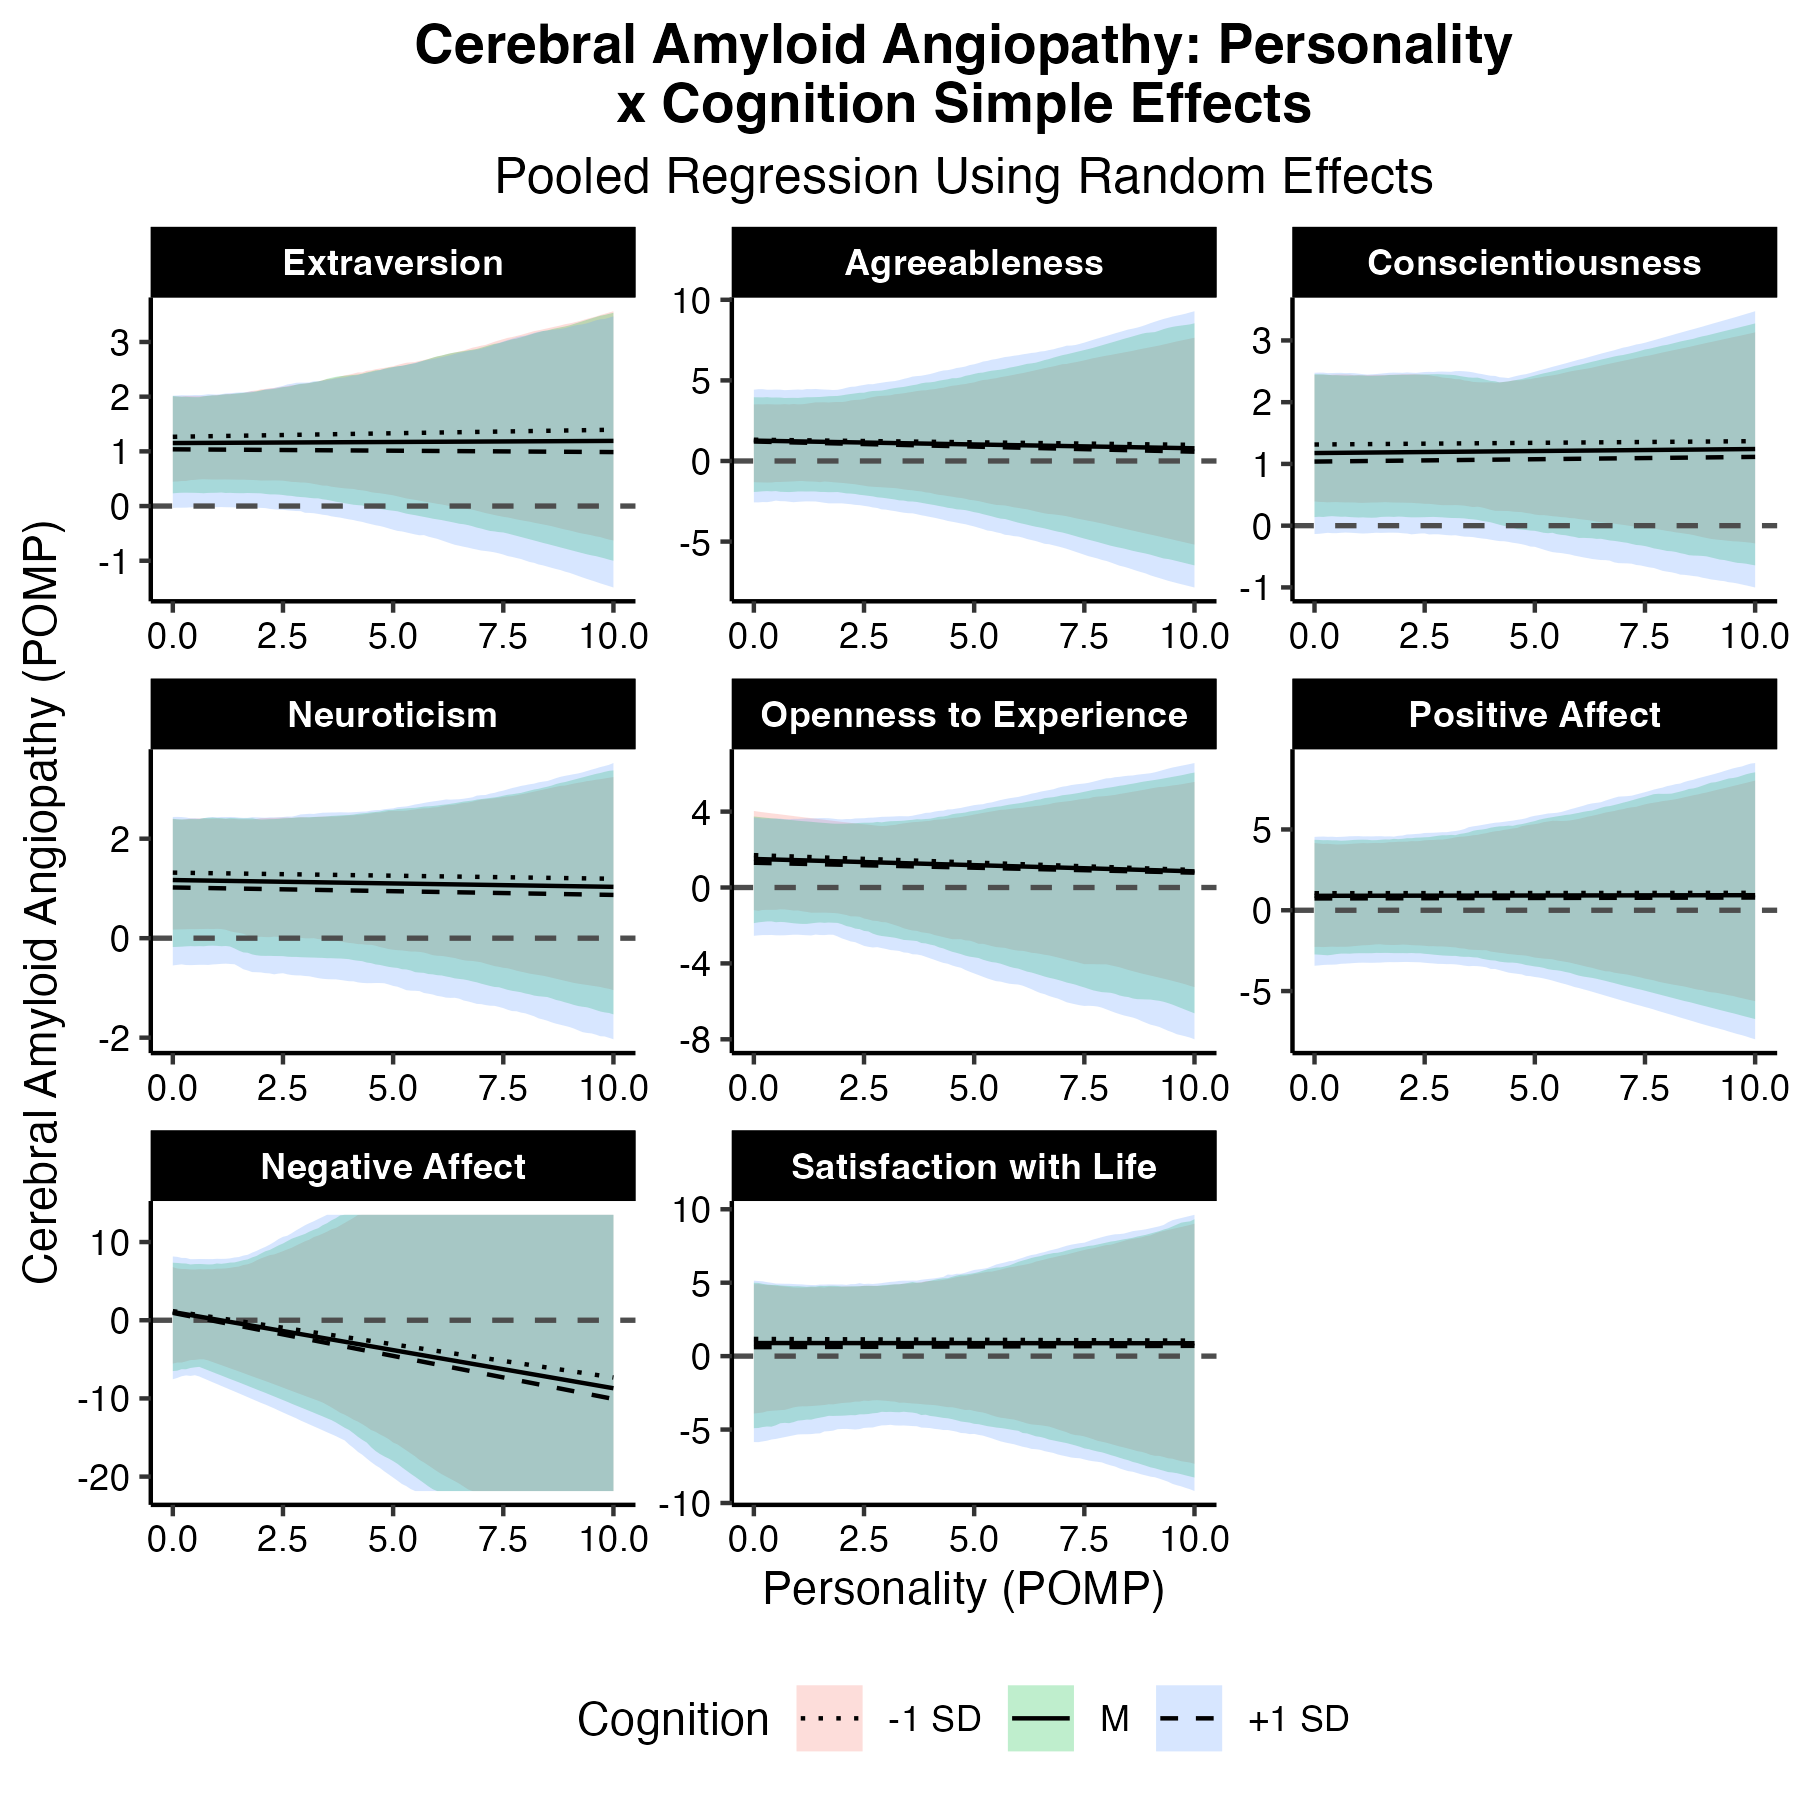 Cerebral Amyloid Angiopathy: Personality
x Cognition Simple Effects
Pooled Regression Using Random Effects
Cerebral Amyloid Angiopathy (POMP)
Extraversion
3
2
1
0
-1
0.0 2.5 5.0 7.5 10.0
Agreeableness
10
5
0
-5
0.0 2.5 5.0 7.5 10.0
Conscientiousness
3
2
1
0
-1
0.0 2.5 5.0 7.5 10.0
Neuroticism
2
0
-2
0.0 2.5 5.0 7.5 10.0
Openness to Experience
4
0
-4
-8
0.0 2.5 5.0 7.5 10.0
Positive Affect
5
0
-5
0.0 2.5 5.0 7.5 10.0
Negative Affect
10
0
-10
-20
0.0 2.5 5.0 7.5 10.0
Satisfaction with Life
10
5
0
-5
-10
0.0 2.5 5.0 7.5 10.0
Personality (POMP)
Cognition -1 SD M +1 SD